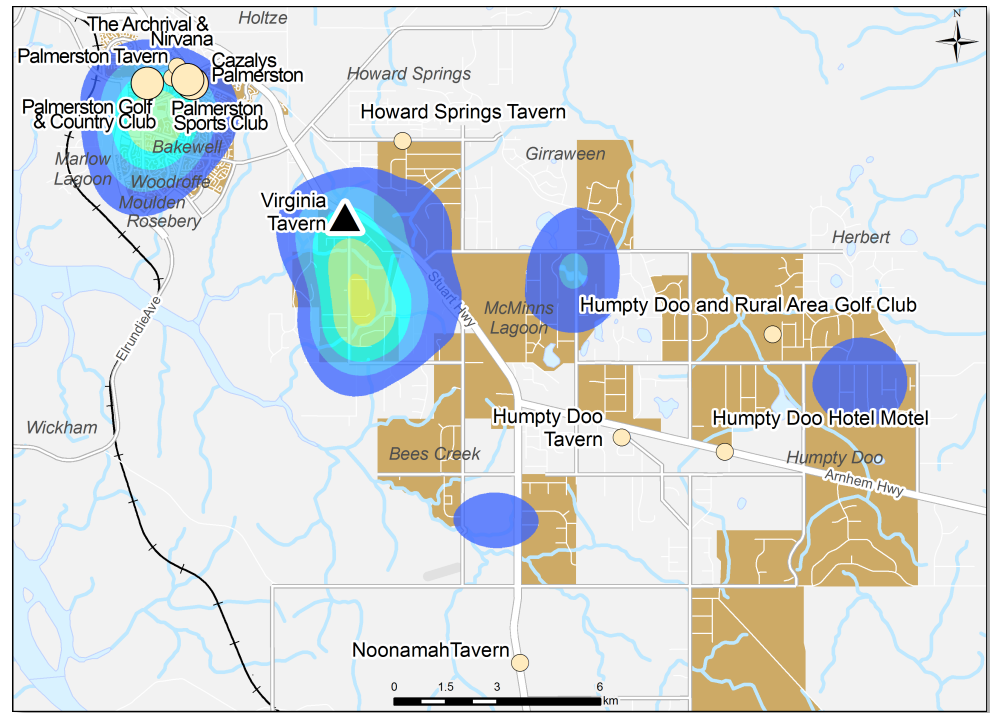 N
Holtze
The Archrival &
Nirvana
Palmerston Tavern
Cazalys
Palmerston
Howard Springs
Palmerston Golf
& Country Club
Palmerston
Sports Club
Howard Springs Tavern
Bakewell
Girraween
Marlow
Lagoon
Woodroffe
Moulden
Rosebery
Virginia
Tavern
Herbert
Stuart Hwy
McMinns
Lagoon
Humpty Doo and Rural Area Golf Club
ElrundieAve
Wickham
Humpty Doo
Tavern
Humpty Doo Hotel Motel
Bees Creek
Humpty Doo
Arnhem Hwy
NoonamahTavern
0 1.5 3 6
km